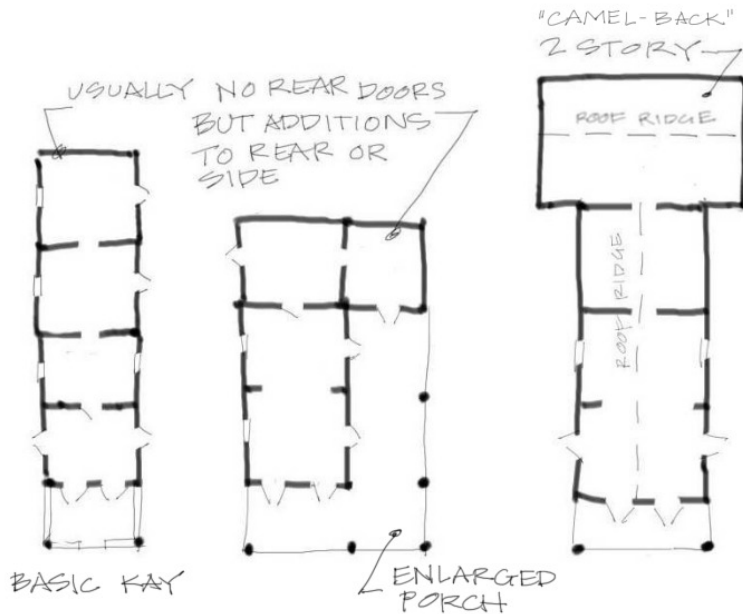 "CAMEL-BACK"
2 STORY
USUALLY NO REAR DOORS
BUT ADDITIONS
TO REAR OR
SIDE
ROOF RIDGE
ROOF RIDGE
BASIC KAY
ENLARGED
PORCH